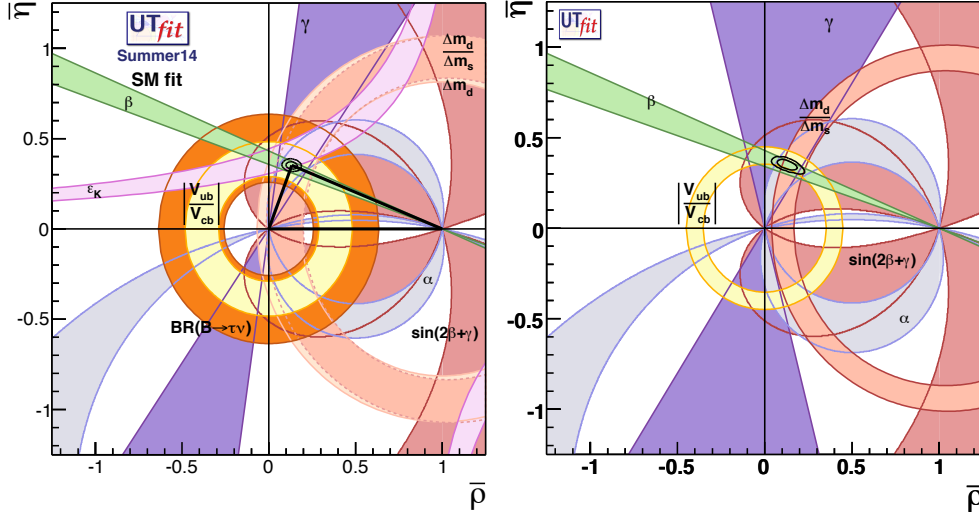 η̅
UTfit
Summer14
SM fit
γ
Δm_d
Δm_s
Δm_d
β
ε_K
|V_ub
V_cb|
α
BR(B→τν)
sin(2β+γ)
1
0.5
0
-0.5
-1
-1
-0.5
0
0.5
1
ρ̅
η̅
UTfit
γ
β
Δm_d
Δm_s
|V_ub
V_cb|
sin(2β+γ)
α
1
0.5
0
-0.5
-1
-1
-0.5
0
0.5
1
ρ̅